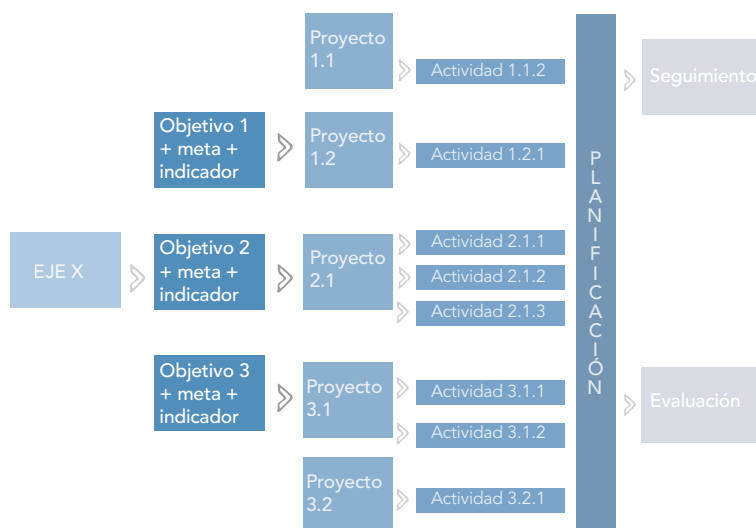 Proyecto
1.1
Actividad 1.1.2
Seguimiento
Objetivo 1
+ meta +
indicador
Proyecto
1.2
Actividad 1.2.1
EJE X
Objetivo 2
+ meta +
indicador
Proyecto
2.1
Actividad 2.1.1
Actividad 2.1.2
Actividad 2.1.3
Objetivo 3
+ meta +
indicador
Proyecto
3.1
Actividad 3.1.1
Actividad 3.1.2
Proyecto
3.2
Actividad 3.2.1
PLANIFICACIÓN
Evaluación